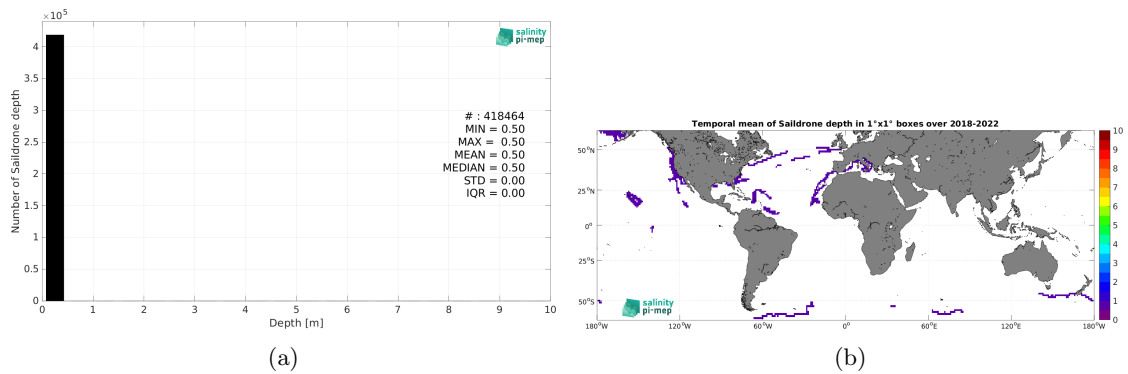 ×10⁵
4
3.5
3
2.5
2
1.5
1
0.5
0
Number of Saildrone depth
salinity
pi-mep
# : 418464
MIN = 0.50
MAX = 0.50
MEAN = 0.50
MEDIAN = 0.50
STD = 0.00
IQR = 0.00
0 1 2 3 4 5 6 7 8 9 10
Depth [m]
(a)
Temporal mean of Saildrone depth in 1°x1° boxes over 2018-2022
50°N
25°N
0°
25°S
50°S
salinity
pi-mep
180°W 120°W 60°W 0° 60°E 120°E 180°W
10
9
8
7
6
5
4
3
2
1
0
(b)